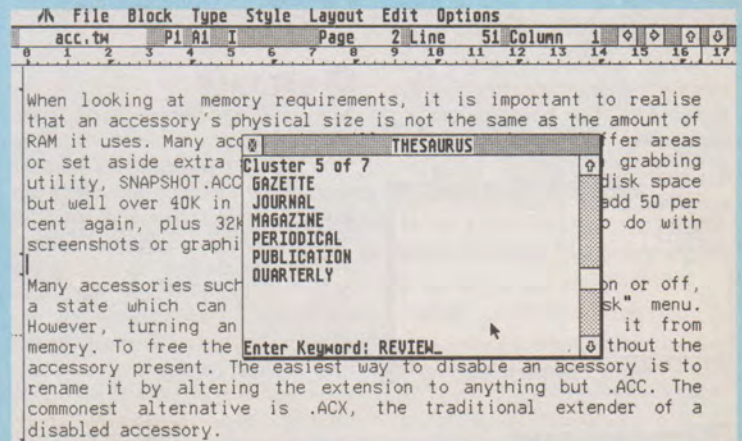 File Block Type Style Layout Edit Options
acc.tw P1 A1 I Page 2 Line 51 Column 1
0 1 2 3 4 5 6 7 8 9 10 11 12 13 14 15 16 17
When looking at memory requirements, it is important to realise
that an accessory's physical size is not the same as the amount of
RAM it uses. Many acc
THESAURUS
ffer areas
or set aside extra
Cluster 5 of 7
grabbing
utility, SNAPSHOT.ACC
GAZETTE
disk space
but well over 40K in
JOURNAL
add 50 per
cent again, plus 32K
MAGAZINE
do with
screenshots or graphi
PERIODICAL
PUBLICATION
QUARTERLY
Many accessories such
on or off,
a state which can
sk" menu.
However, turning an
it from
memory. To free the
Enter Keyword: REVIEW_
thout the
accessory present. The easiest way to disable an acessory is to
rename it by altering the extension to anything but .ACC. The
commonest alternative is .ACX, the traditional extender of a
disabled accessory.